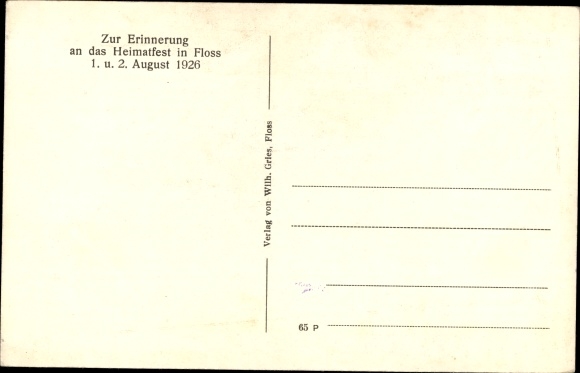 Zur Erinnerung
an das Heimatfest in Floss
1. u. 2. August 1926
Verlag von Wilh. Gries, Floss
65 P